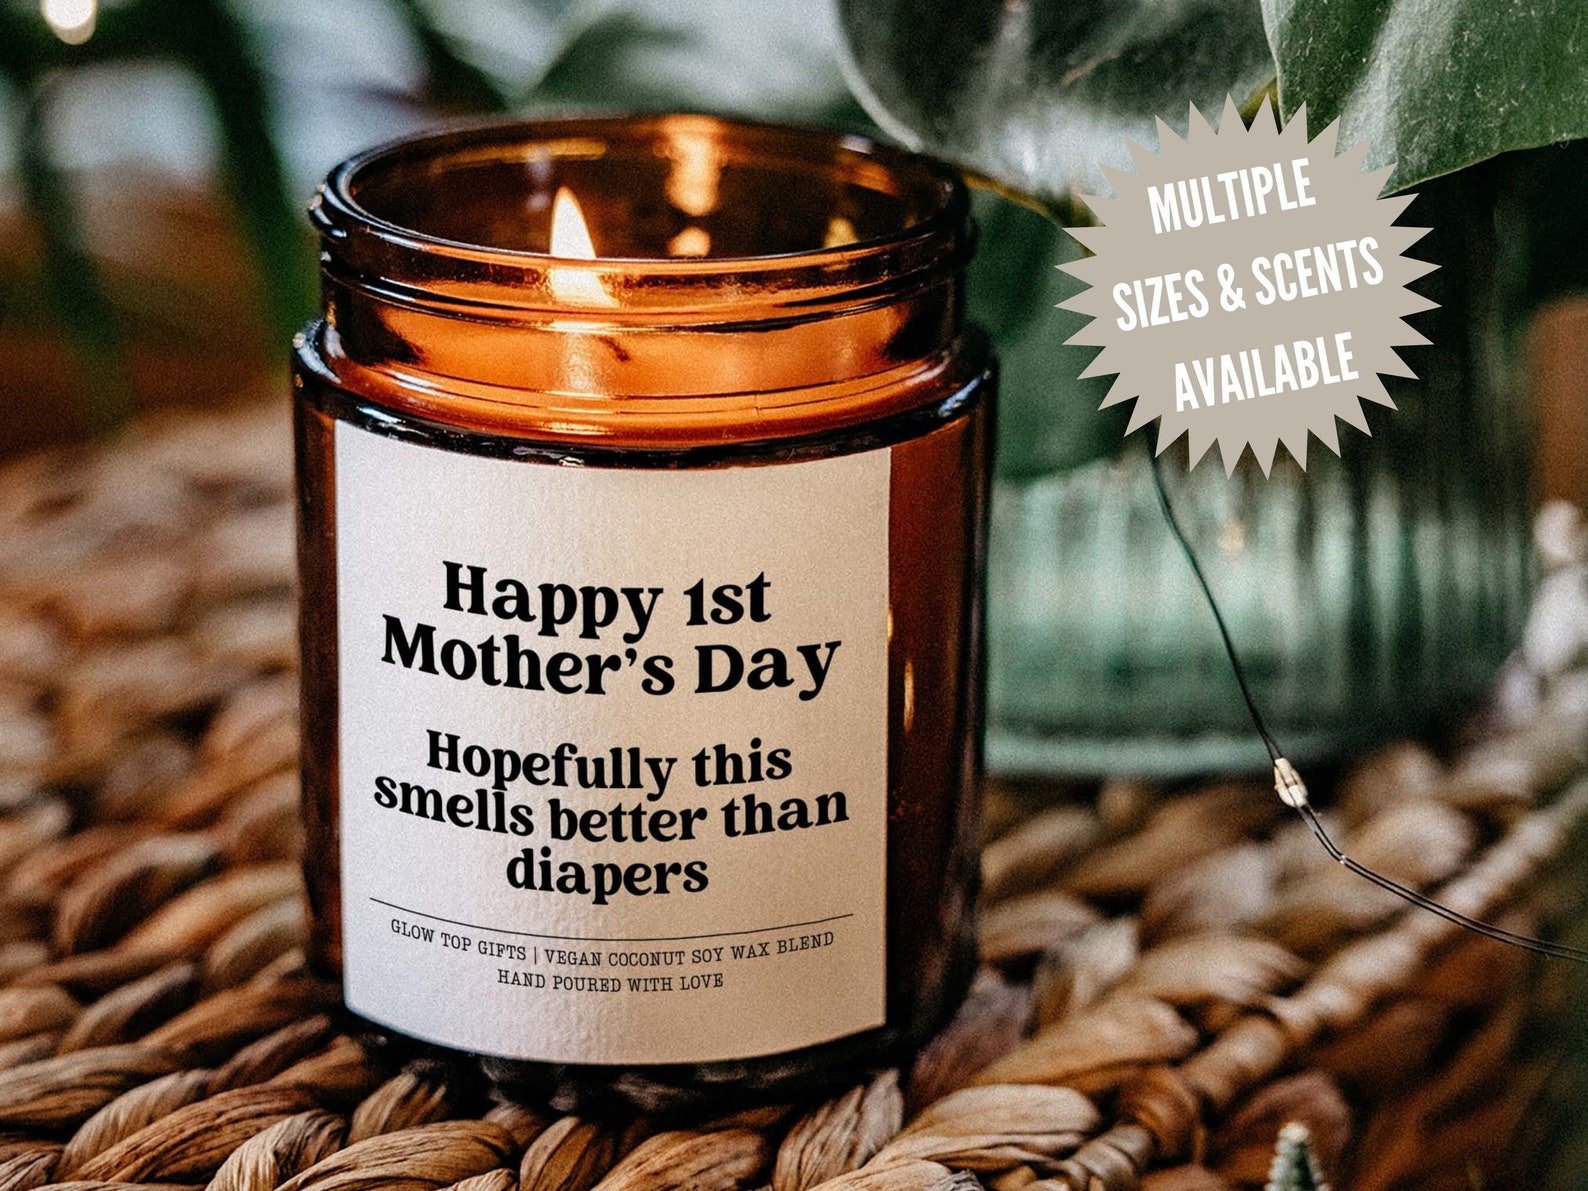 Happy 1st
Mother's Day
Hopefully this
smells better than
diapers
GLOW TOP GIFTS | VEGAN COCONUT SOY WAX BLEND
HAND POURED WITH LOVE
MULTIPLE
SIZES & SCENTS
AVAILABLE